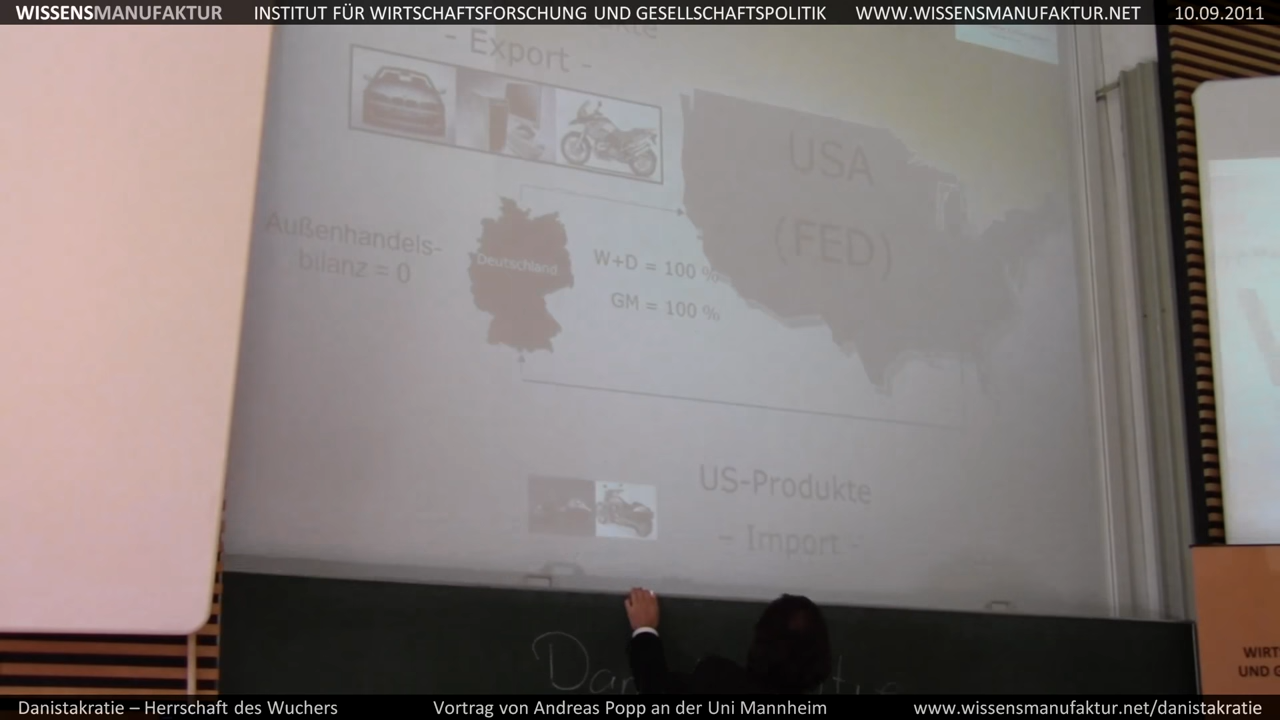 WISSENSMANUFAKTUR INSTITUT FÜR WIRTSCHAFTSFORSCHUNG UND GESELLSCHAFTSPOLITIK WWW.WISSENSMANUFAKTUR.NET 10.09.2011
- Export -
USA
(FED)
Außenhandels-
bilanz = 0
Deutschland
W+D = 100 %
GM = 100 %
US-Produkte
- Import -
WIRT
UND G
Danistakratie – Herrschaft des Wuchers Vortrag von Andreas Popp an der Uni Mannheim www.wissensmanufaktur.net/danistakratie